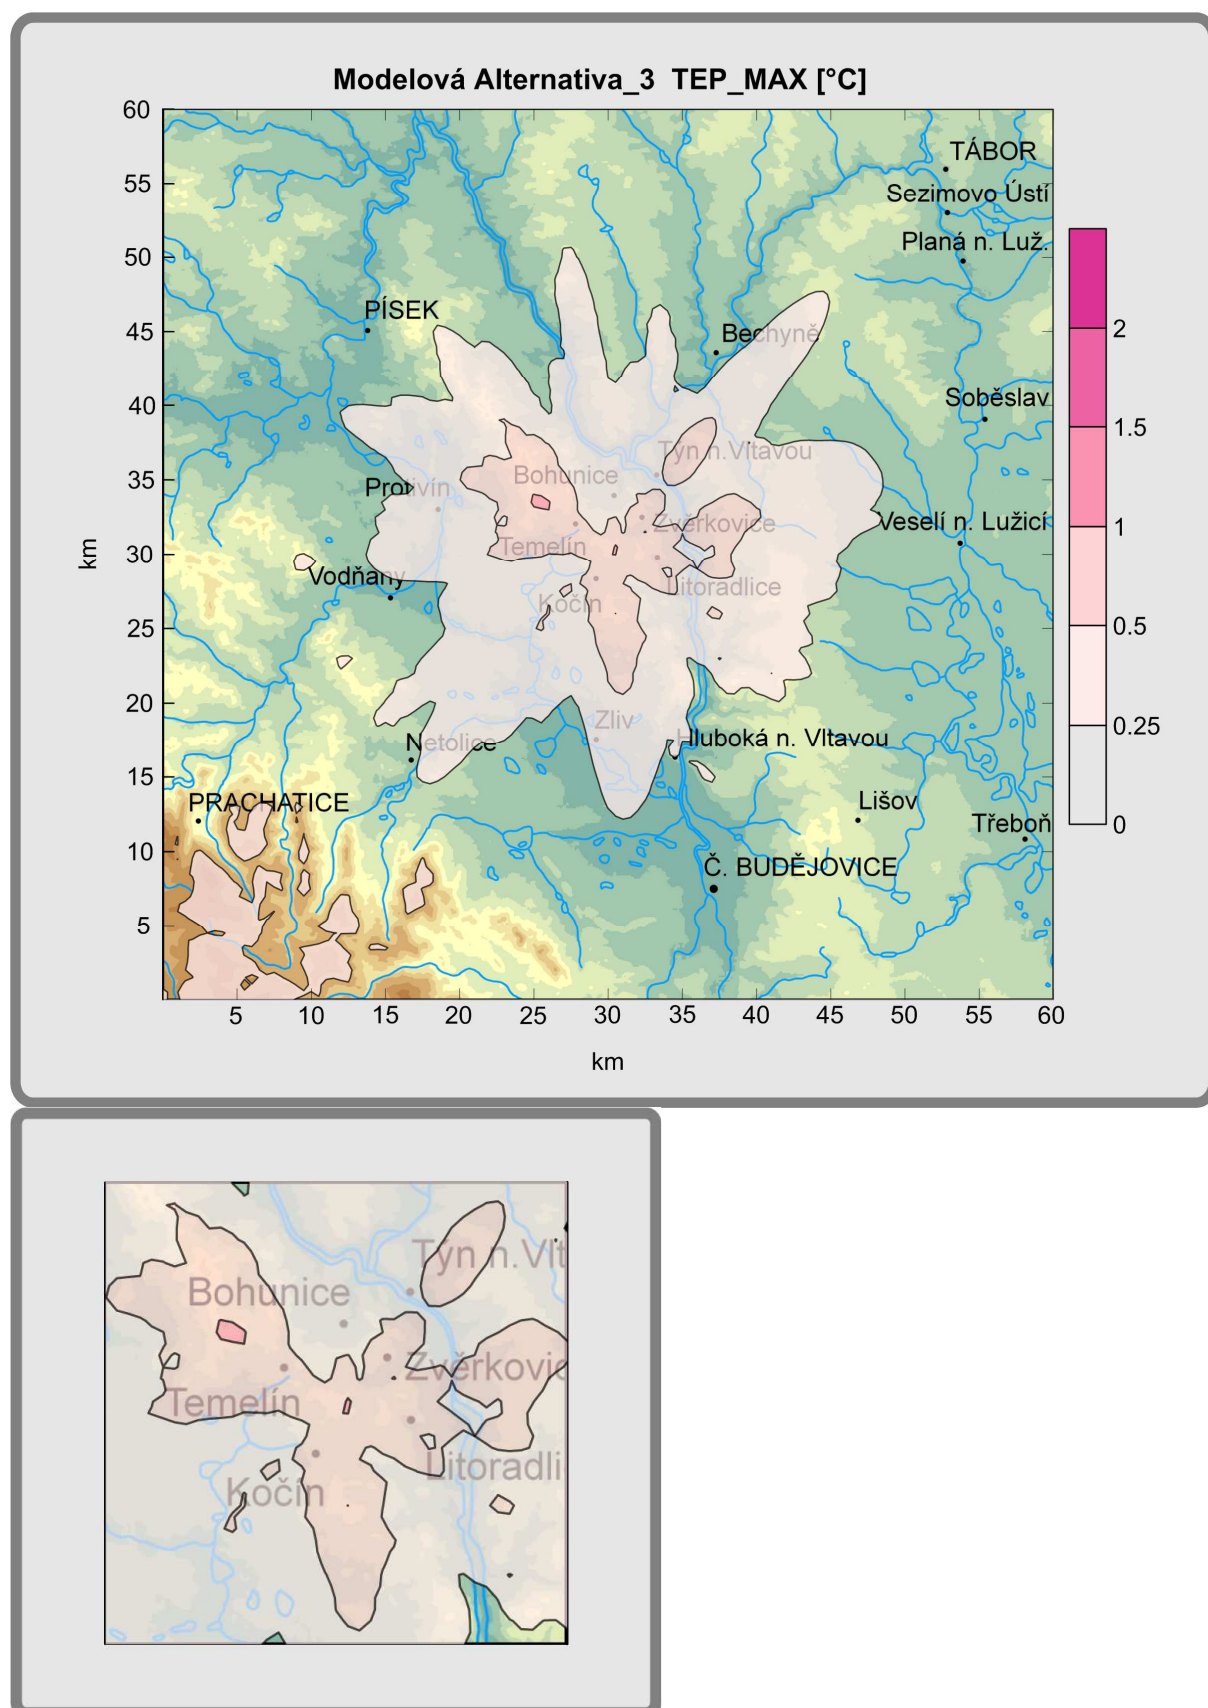 Modelová Alternativa_3 TEP_MAX [°C]
60
55
50
45
40
35
30
25
20
15
10
5
km
TÁBOR
Sezimovo Ústí
Planá n. Luž.
PÍSEK
Bechyně
Soběslav
Týn n.Vltavou
Bohunice
Protivín
Zvěrkovice
Veselí n. Lužicí
Temelín
Vodňany
Litoradlice
Kočín
Zliv
Netolice
Hluboká n. Vltavou
PRACHATICE
Lišov
Třeboň
Č. BUDĚJOVICE
2
1.5
1
0.5
0.25
0
5 10 15 20 25 30 35 40 45 50 55 60
km
Týn n.Vlt
Bohunice
Zvěrkovic
Temelín
Litoradli
Kočín